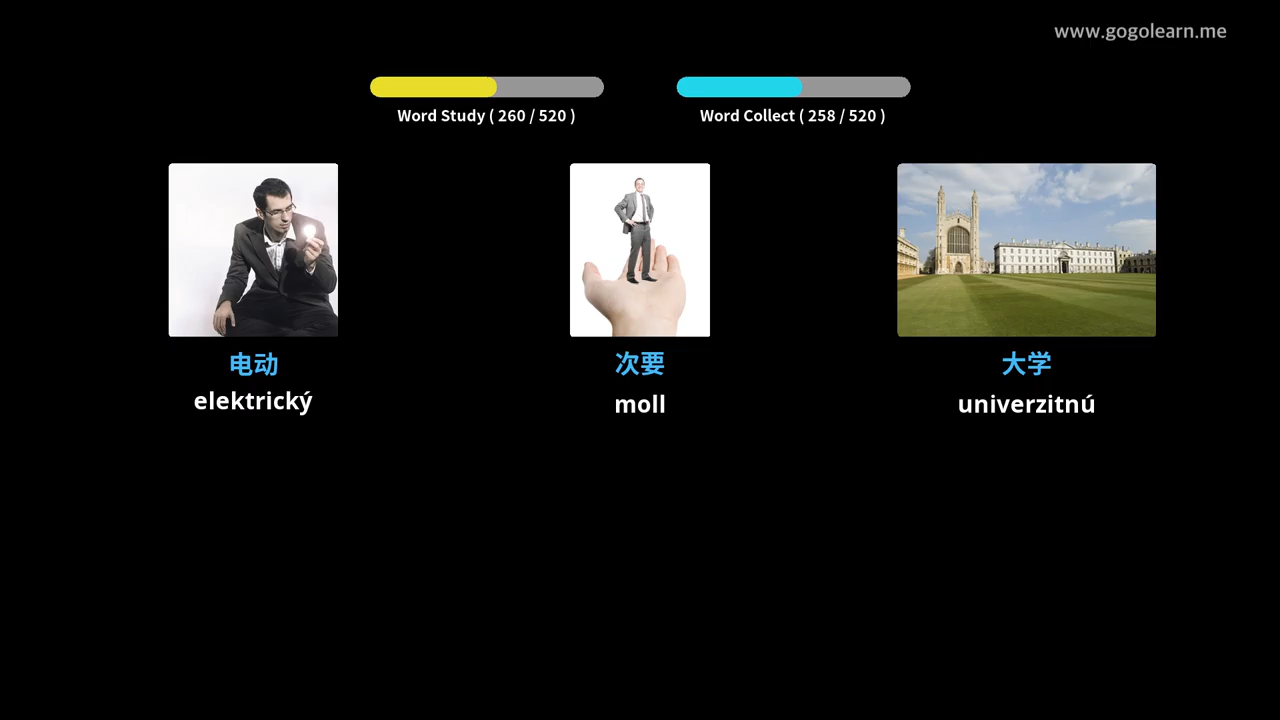 www.gogolearn.me
Word Study ( 260 / 520 )
Word Collect ( 258 / 520 )
电动
次要
大学
elektrický
moll
univerzitnú